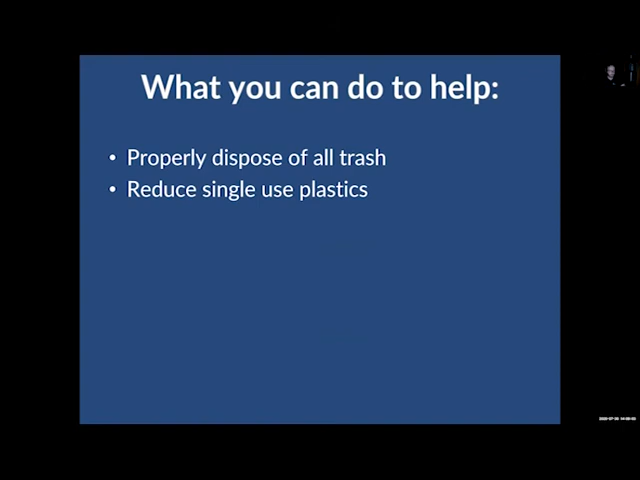 What you can do to help:
• Properly dispose of all trash
• Reduce single use plastics